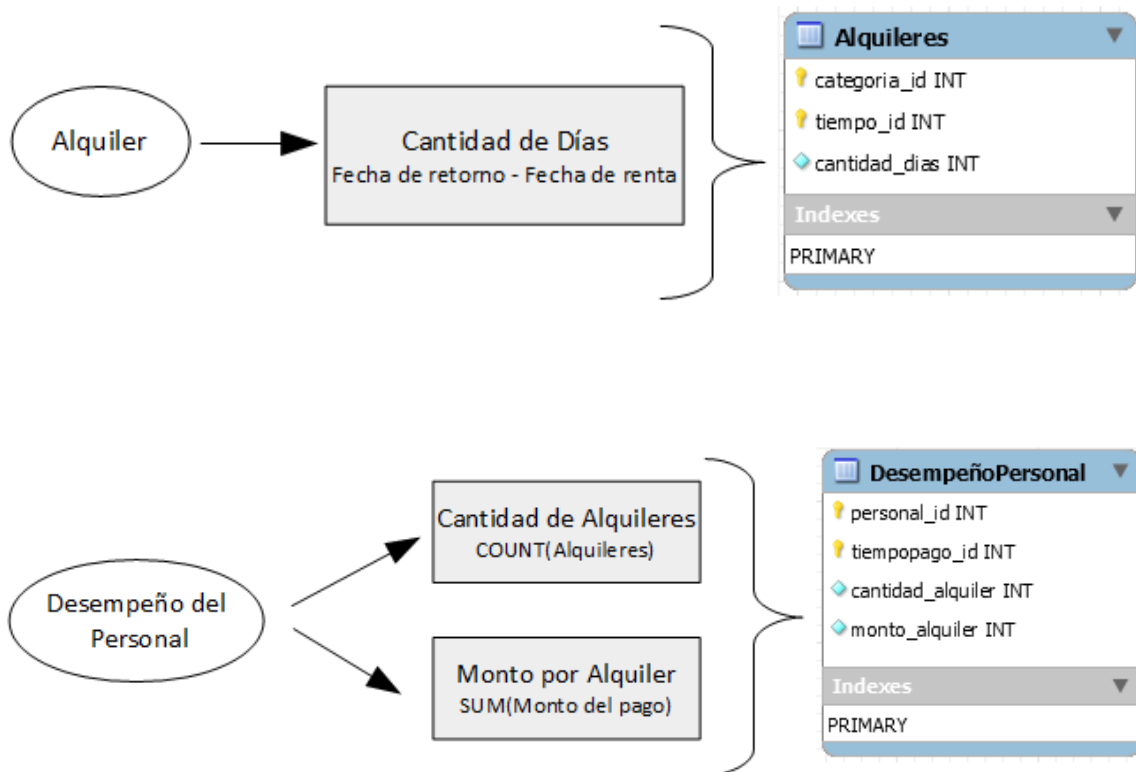 Alquiler
Cantidad de Días
Fecha de retorno - Fecha de renta
Alquileres
categoria_id INT
tiempo_id INT
cantidad_dias INT
Indexes
PRIMARY
Desempeño del
Personal
Cantidad de Alquileres
COUNT(Alquileres)
Monto por Alquiler
SUM(Monto del pago)
DesempeñoPersonal
personal_id INT
tiempopago_id INT
cantidad_alquiler INT
monto_alquiler INT
Indexes
PRIMARY